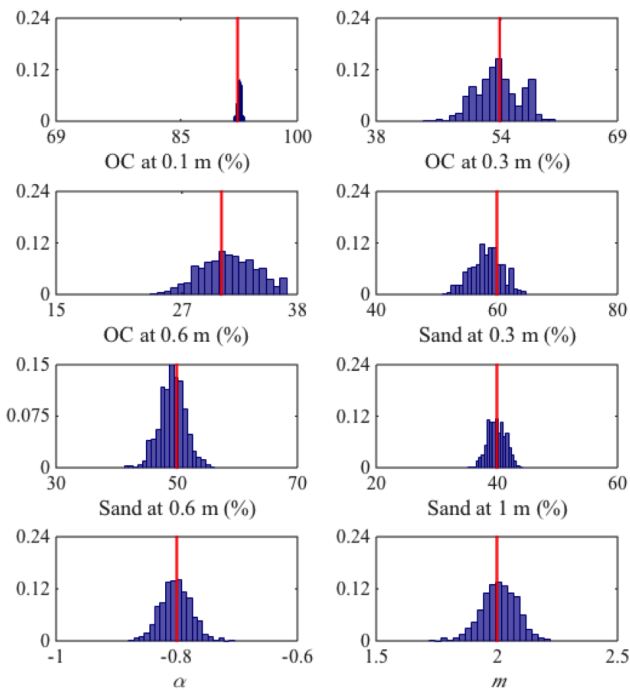 0.24 0.24
0.12 0.12
0 0
69 85 100 38 54 69
OC at 0.1 m (%) OC at 0.3 m (%)
0.24 0.24
0.12 0.12
0 0
15 27 38 40 60 80
OC at 0.6 m (%) Sand at 0.3 m (%)
0.15 0.24
0.075 0.12
0 0
30 50 70 20 40 60
Sand at 0.6 m (%) Sand at 1 m (%)
0.24 0.24
0.12 0.12
0 0
-1 -0.8 -0.6 1.5 2 2.5
α m